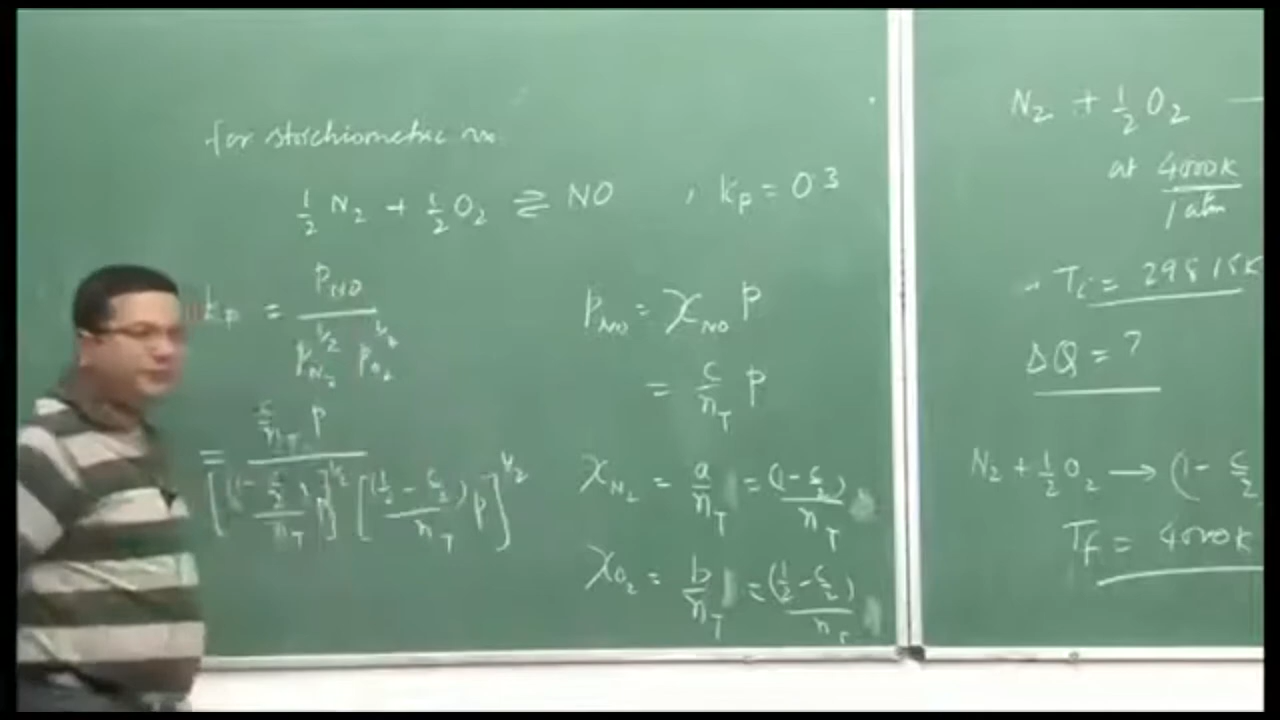 for stoichiometric rx.
½ N₂ + ½ O₂ ⇌ NO , kp = 0.3
kp = P_NO / (P_N₂^½ P_O₂^½)
= (c/n_T) p / ([((1 - c/2)/n_T) p]^½ [((½ - c/2)/n_T) p]^½)
P_NO = χ_NO P
= (c/n_T) p
χ_N₂ = a/n_T = (1 - c/2)/n_T
χ_O₂ = b/n_T = (½ - c/2)/n_T
N₂ + ½ O₂ —
at 4000k
1 atm
Ti = 298.15K
ΔQ = ?
N₂ + ½ O₂ → (1 - c/2
Tf = 4000k